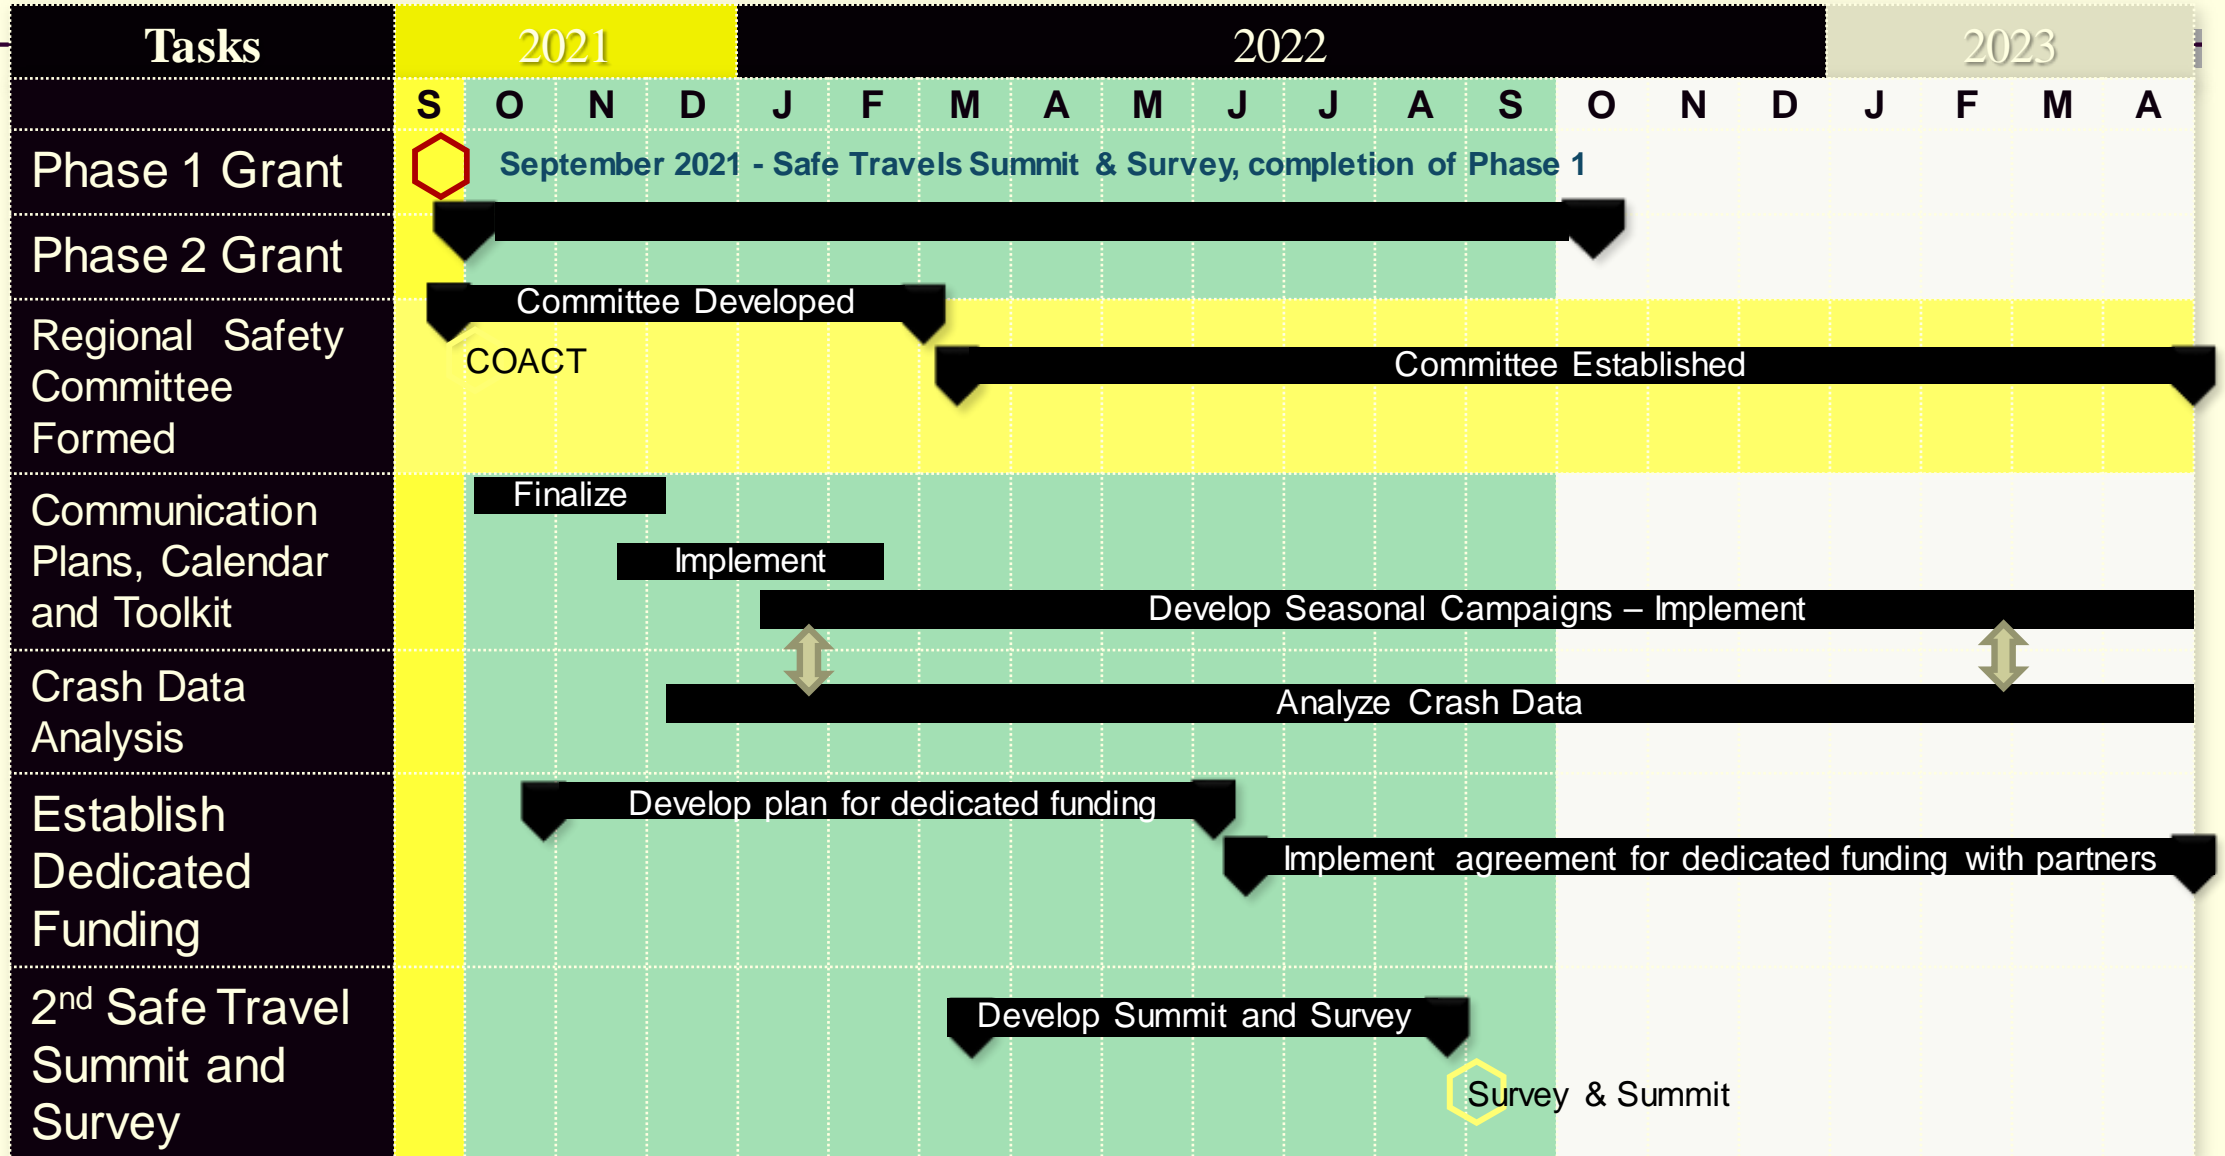 Tasks 2021 2022 2023
S O N D J F M A M J J A S O N D J F M A
Phase 1 Grant
September 2021 - Safe Travels Summit & Survey, completion of Phase 1
Phase 2 Grant
Committee Developed
Regional Safety
Committee
Formed
COACT
Committee Established
Communication
Plans, Calendar
and Toolkit
Finalize
Implement
Develop Seasonal Campaigns – Implement
Crash Data
Analysis
Analyze Crash Data
Establish
Dedicated
Funding
Develop plan for dedicated funding
Implement agreement for dedicated funding with partners
2nd Safe Travel
Summit and
Survey
Develop Summit and Survey
Survey & Summit